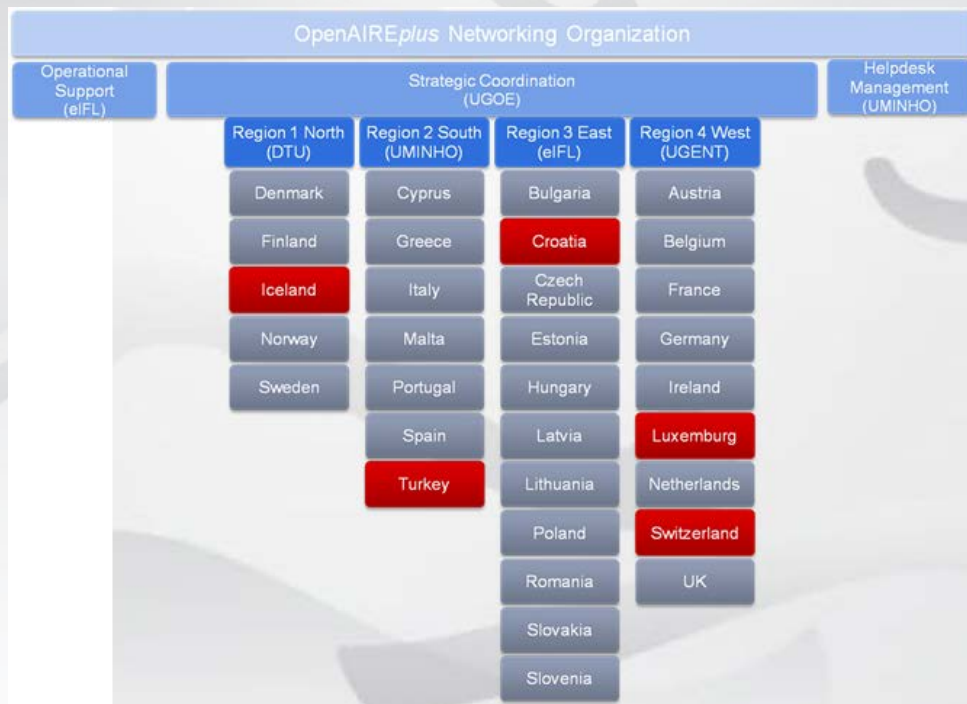 OpenAIREplus Networking Organization
Operational
Support
(eIFL)
Strategic Coordination
(UGOE)
Helpdesk
Management
(UMINHO)
Region 1 North
(DTU)
Region 2 South
(UMINHO)
Region 3 East
(eIFL)
Region 4 West
(UGENT)
Denmark
Finland
Iceland
Norway
Sweden
Cyprus
Greece
Italy
Malta
Portugal
Spain
Turkey
Bulgaria
Croatia
Czech
Republic
Estonia
Hungary
Latvia
Lithuania
Poland
Romania
Slovakia
Slovenia
Austria
Belgium
France
Germany
Ireland
Luxemburg
Netherlands
Switzerland
UK